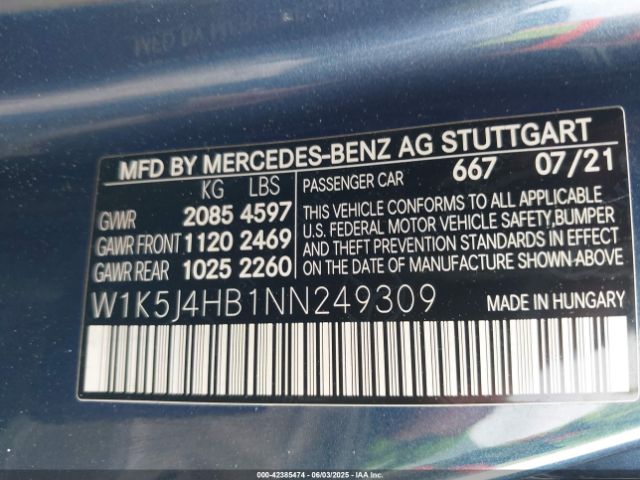 MFD BY MERCEDES-BENZ AG STUTTGART
KG LBS
GVWR 2085 4597
GAWR FRONT 1120 2469
GAWR REAR 1025 2260
PASSENGER CAR 667 07/21
THIS VEHICLE CONFORMS TO ALL APPLICABLE
U.S. FEDERAL MOTOR VEHICLE SAFETY, BUMPER
AND THEFT PREVENTION STANDARDS IN EFFECT
ON THE DATE OF MANUFACTURE SHOWN ABOVE
W1K5J4HB1NN249309
MADE IN HUNGARY
000-42385474 | 06/03/2025 | IAA Inc.